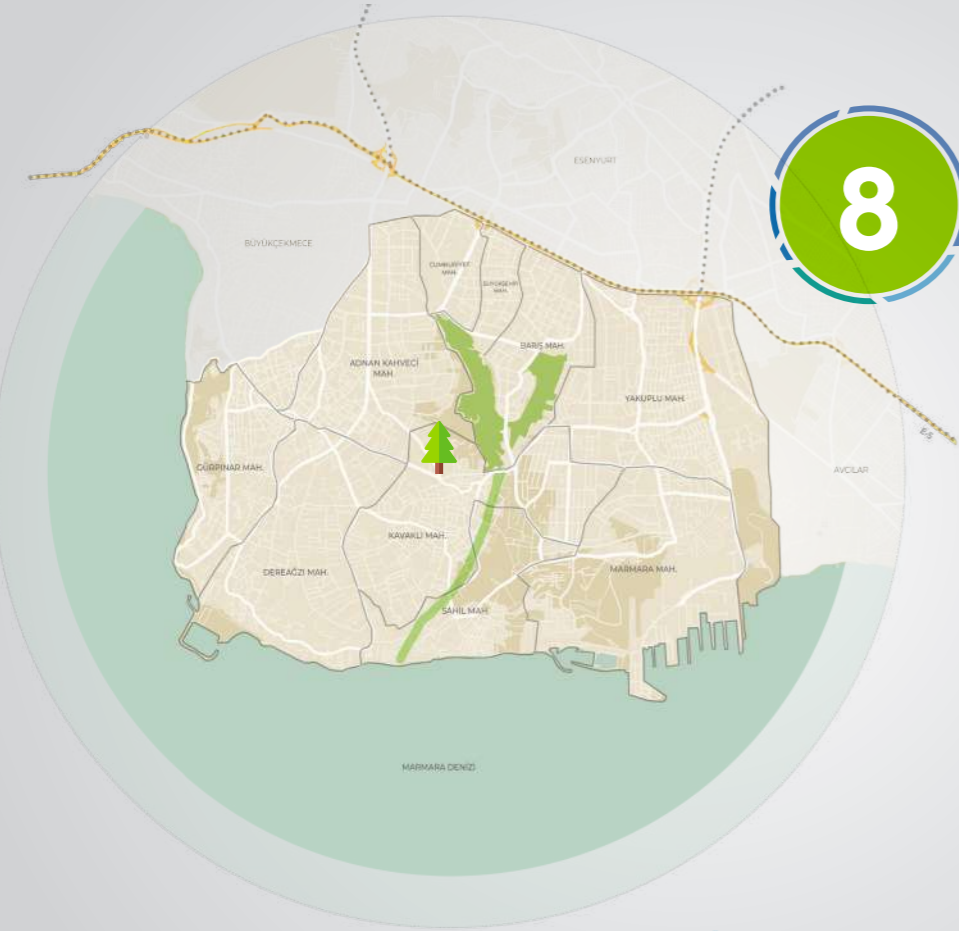 8
ESENYURT
BÜYÜKÇEKMECE
CUMHURİYET
MAH.
BÜYÜKŞEHİR
MAH.
BARIŞ MAH.
ADNAN KAHVECİ
MAH.
YAKUPLU MAH.
E-5
GÜRPINAR MAH.
AVCILAR
KAVAKLI MAH.
DEREAĞZI MAH.
MARMARA MAH.
SAHİL MAH.
MARMARA DENİZİ